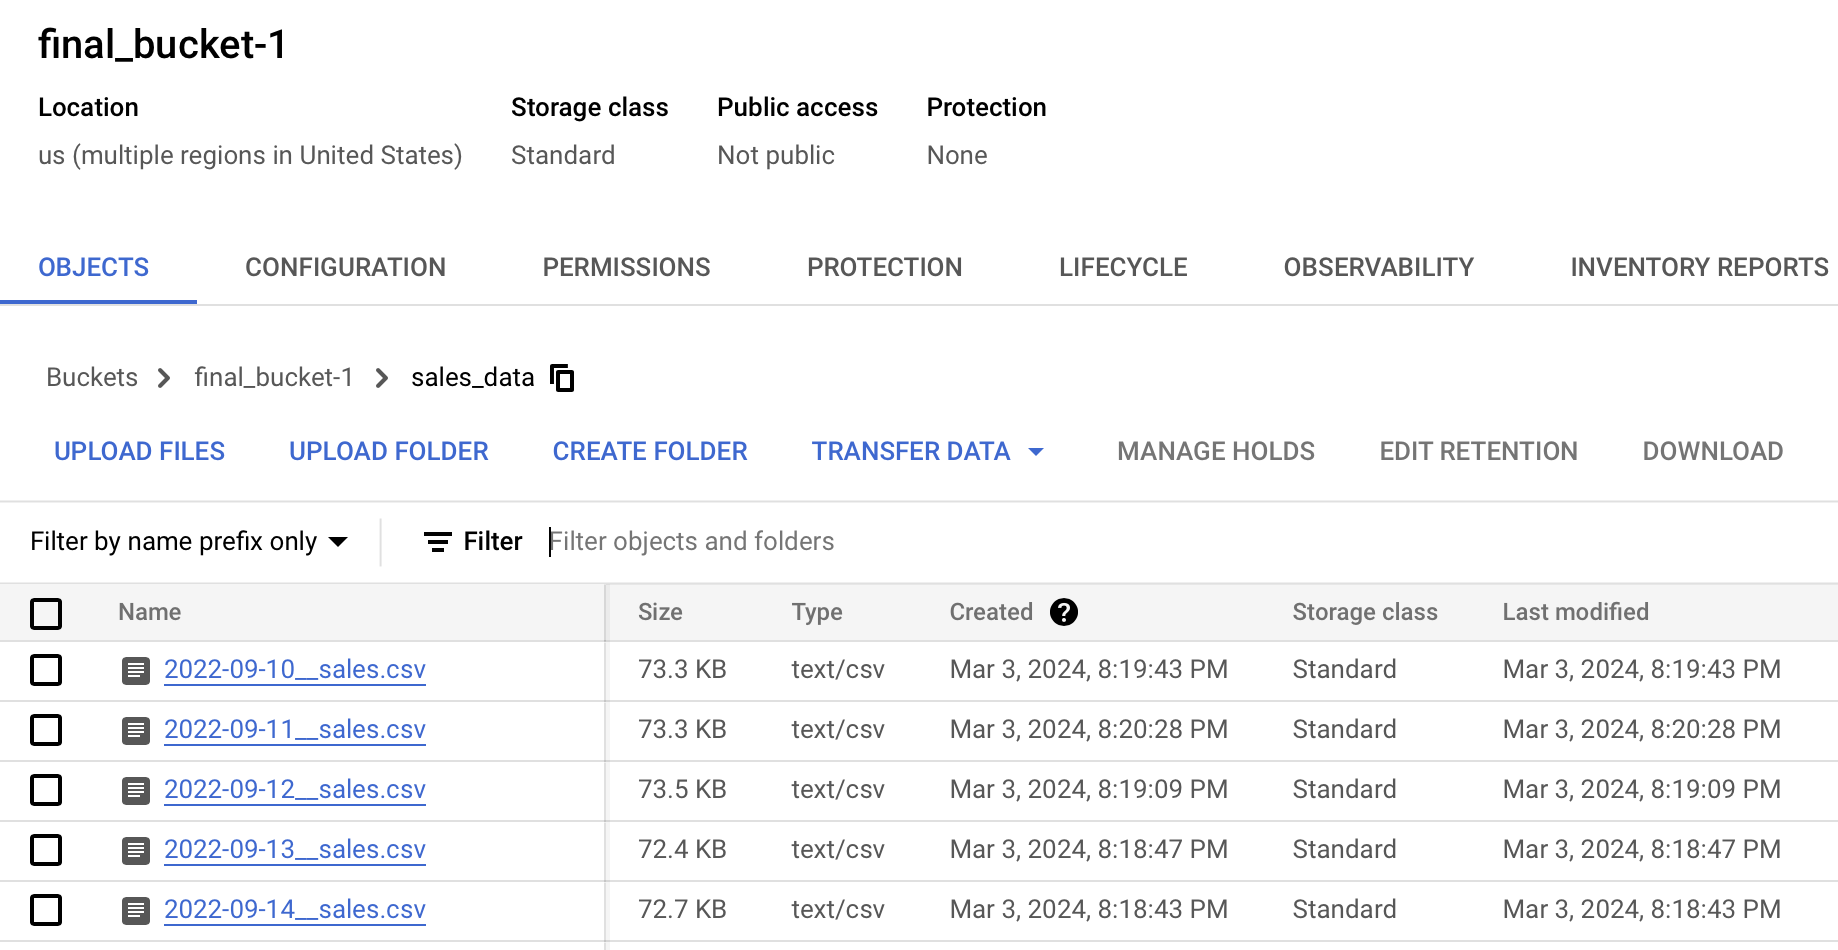 final_bucket-1
Location Storage class Public access Protection
us (multiple regions in United States) Standard Not public None
OBJECTS CONFIGURATION PERMISSIONS PROTECTION LIFECYCLE OBSERVABILITY INVENTORY REPORTS
Buckets final_bucket-1 sales_data
UPLOAD FILES UPLOAD FOLDER CREATE FOLDER TRANSFER DATA MANAGE HOLDS EDIT RETENTION DOWNLOAD
Filter by name prefix only Filter Filter objects and folders
Name Size Type Created ? Storage class Last modified
2022-09-10__sales.csv 73.3 KB text/csv Mar 3, 2024, 8:19:43 PM Standard Mar 3, 2024, 8:19:43 PM
2022-09-11__sales.csv 73.3 KB text/csv Mar 3, 2024, 8:20:28 PM Standard Mar 3, 2024, 8:20:28 PM
2022-09-12__sales.csv 73.5 KB text/csv Mar 3, 2024, 8:19:09 PM Standard Mar 3, 2024, 8:19:09 PM
2022-09-13__sales.csv 72.4 KB text/csv Mar 3, 2024, 8:18:47 PM Standard Mar 3, 2024, 8:18:47 PM
2022-09-14__sales.csv 72.7 KB text/csv Mar 3, 2024, 8:18:43 PM Standard Mar 3, 2024, 8:18:43 PM